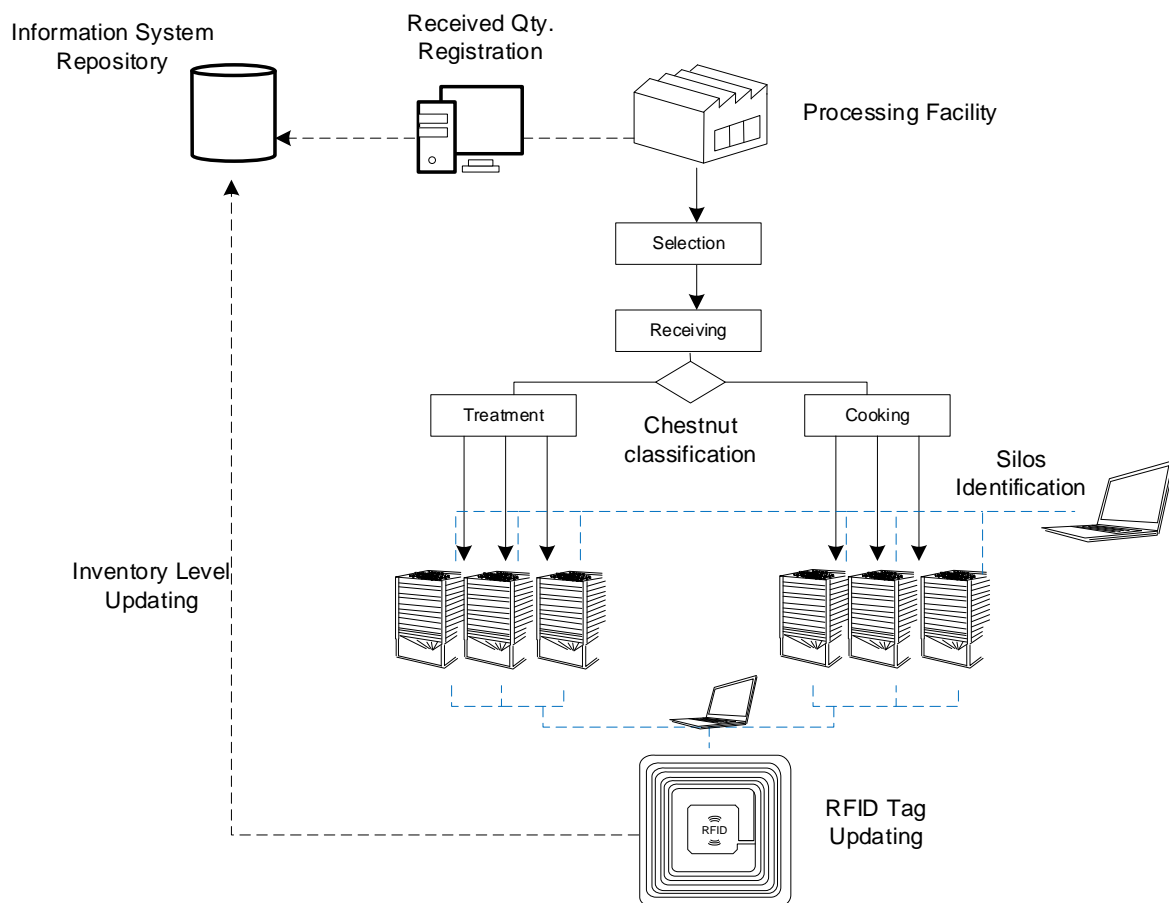 Information System
Repository
Received Qty.
Registration
Processing Facility
Selection
Receiving
Treatment
Chestnut
classification
Cooking
Silos
Identification
Inventory Level
Updating
RFID
RFID Tag
Updating